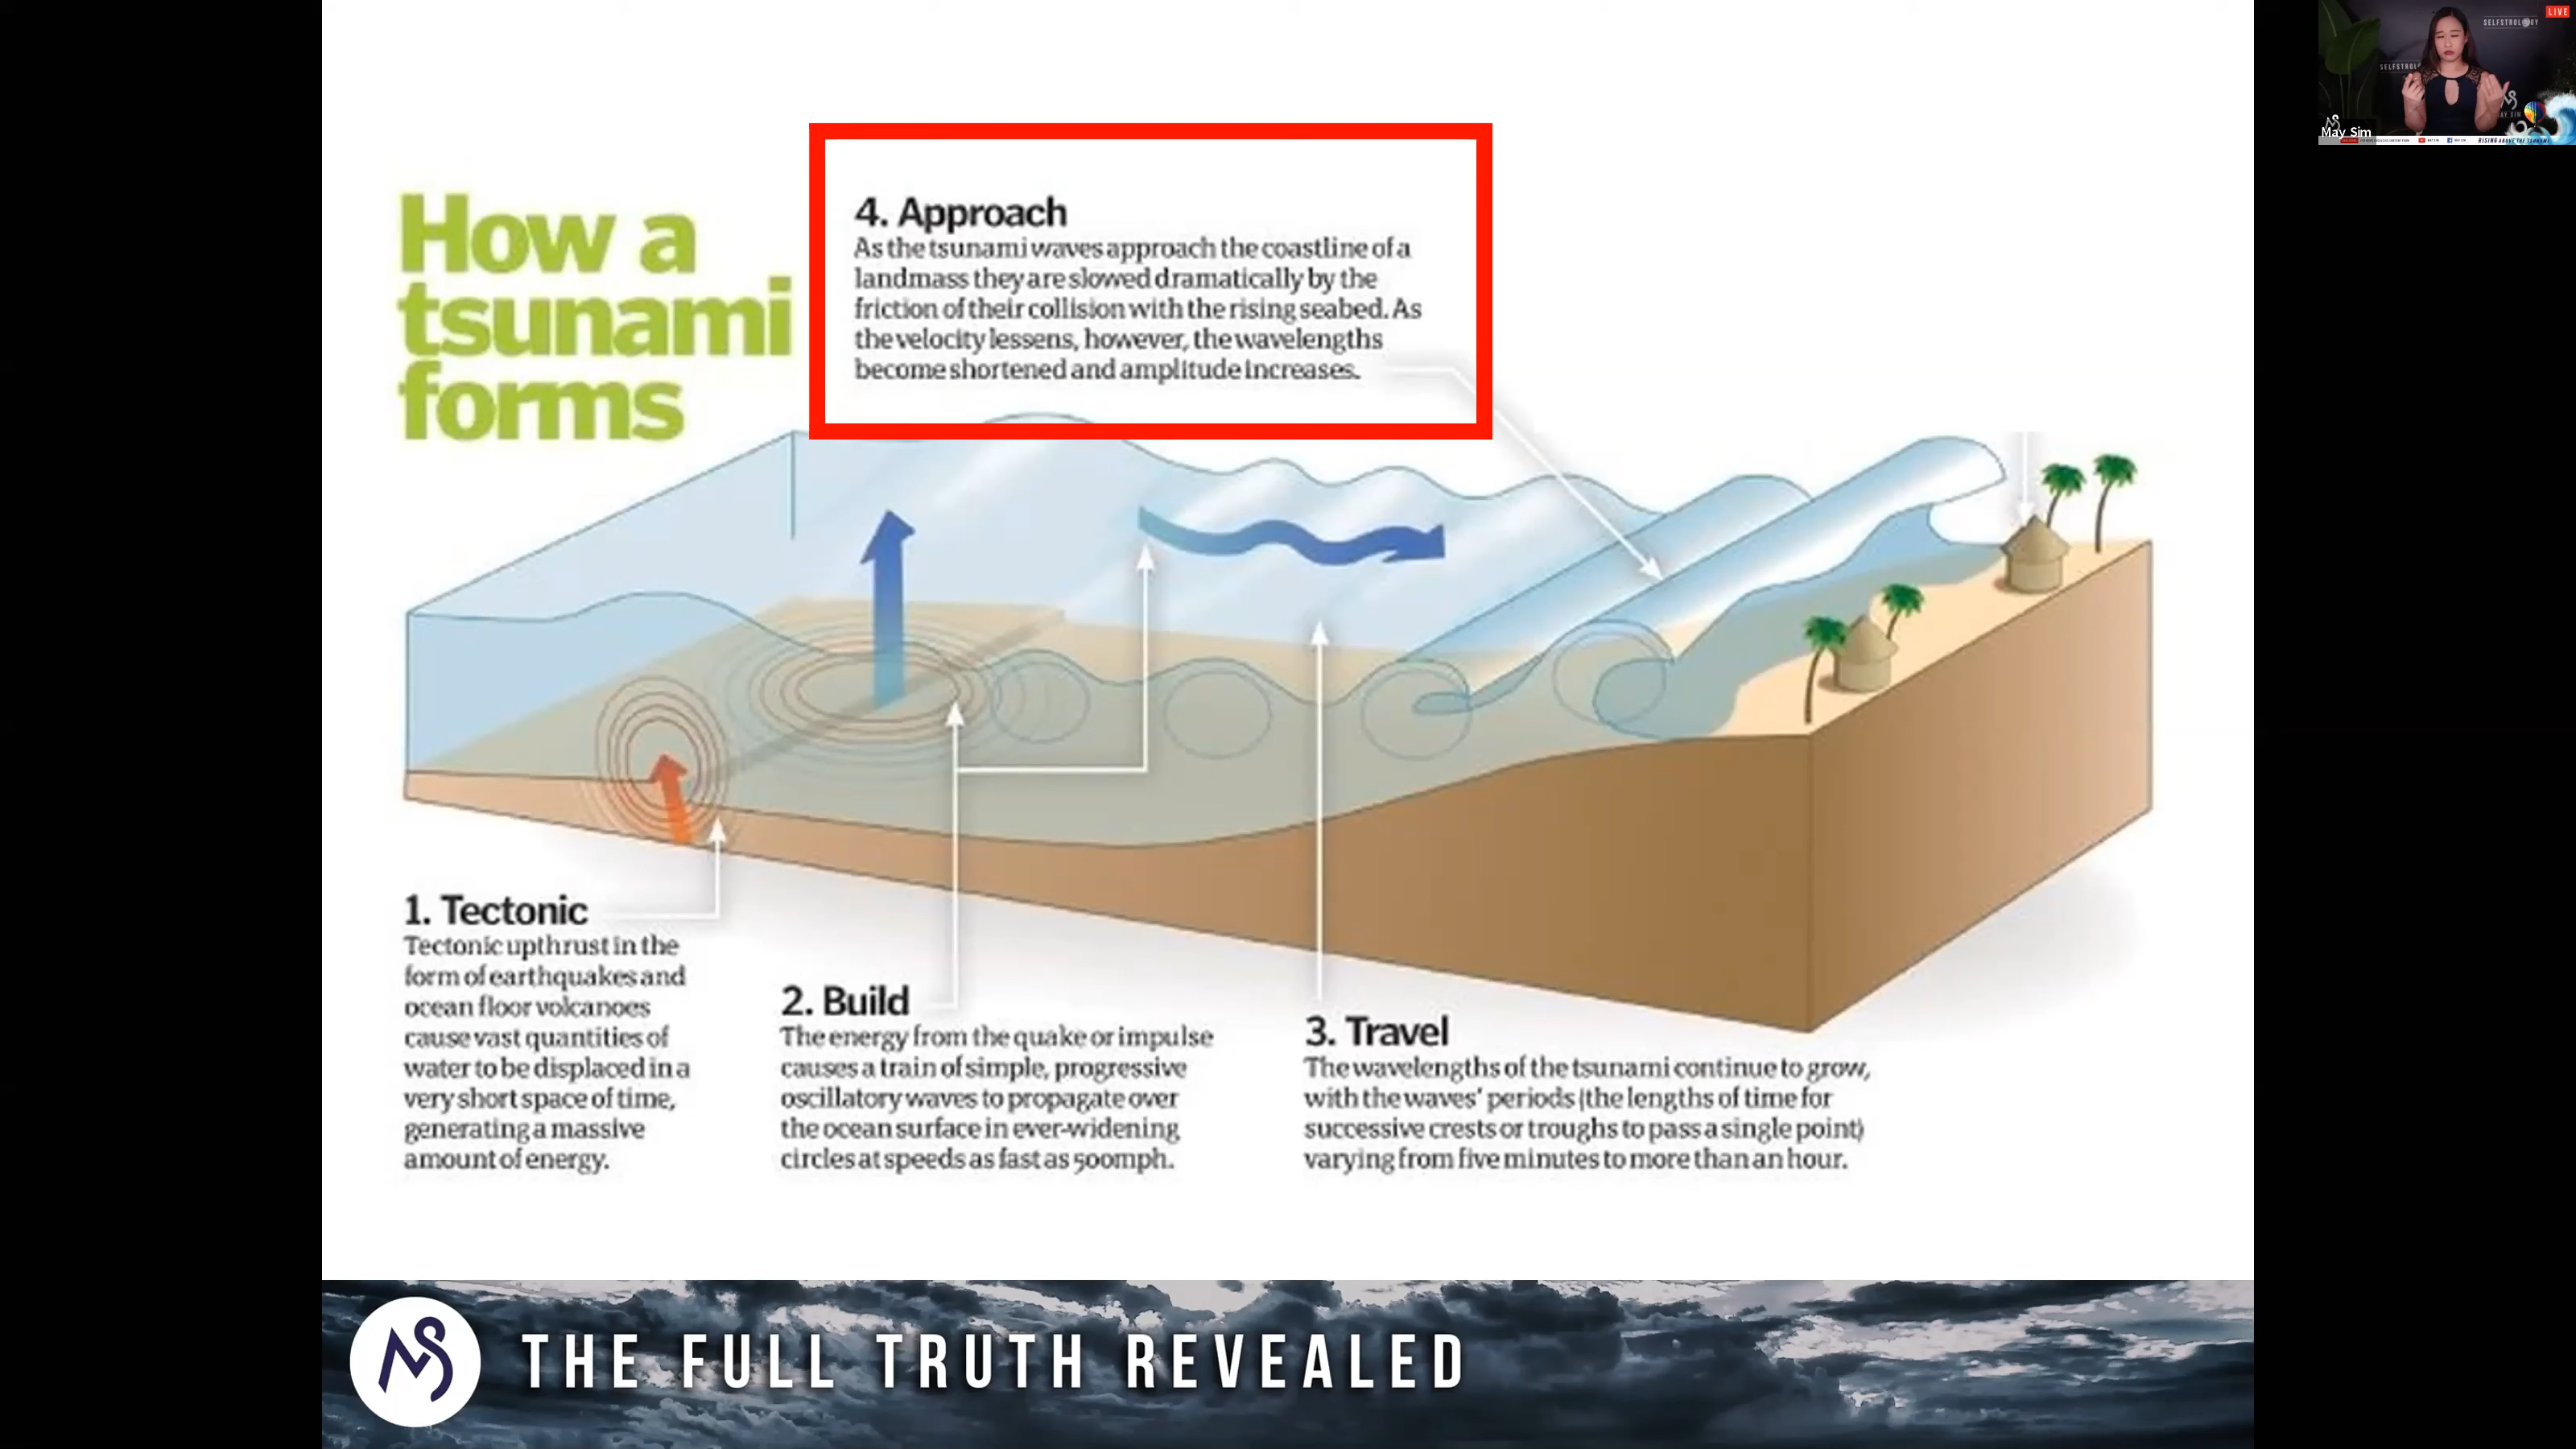 How a
tsunami
forms
4. Approach
As the tsunami waves approach the coastline of a
landmass they are slowed dramatically by the
friction of their collision with the rising seabed. As
the velocity lessens, however, the wavelengths
become shortened and amplitude increases.
1. Tectonic
Tectonic upthrust in the
form of earthquakes and
ocean floor volcanoes
cause vast quantities of
water to be displaced in a
very short space of time,
generating a massive
amount of energy.
2. Build
The energy from the quake or impulse
causes a train of simple, progressive
oscillatory waves to propagate over
the ocean surface in ever-widening
circles at speeds as fast as 500mph.
3. Travel
The wavelengths of the tsunami continue to grow,
with the waves' periods (the lengths of time for
successive crests or troughs to pass a single point)
varying from five minutes to more than an hour.
MS
THE FULL TRUTH REVEALED
LIVE
SELFSTROLOGY
SELFSTROL
May Sim
RISING ABOVE THE TSUNAMI